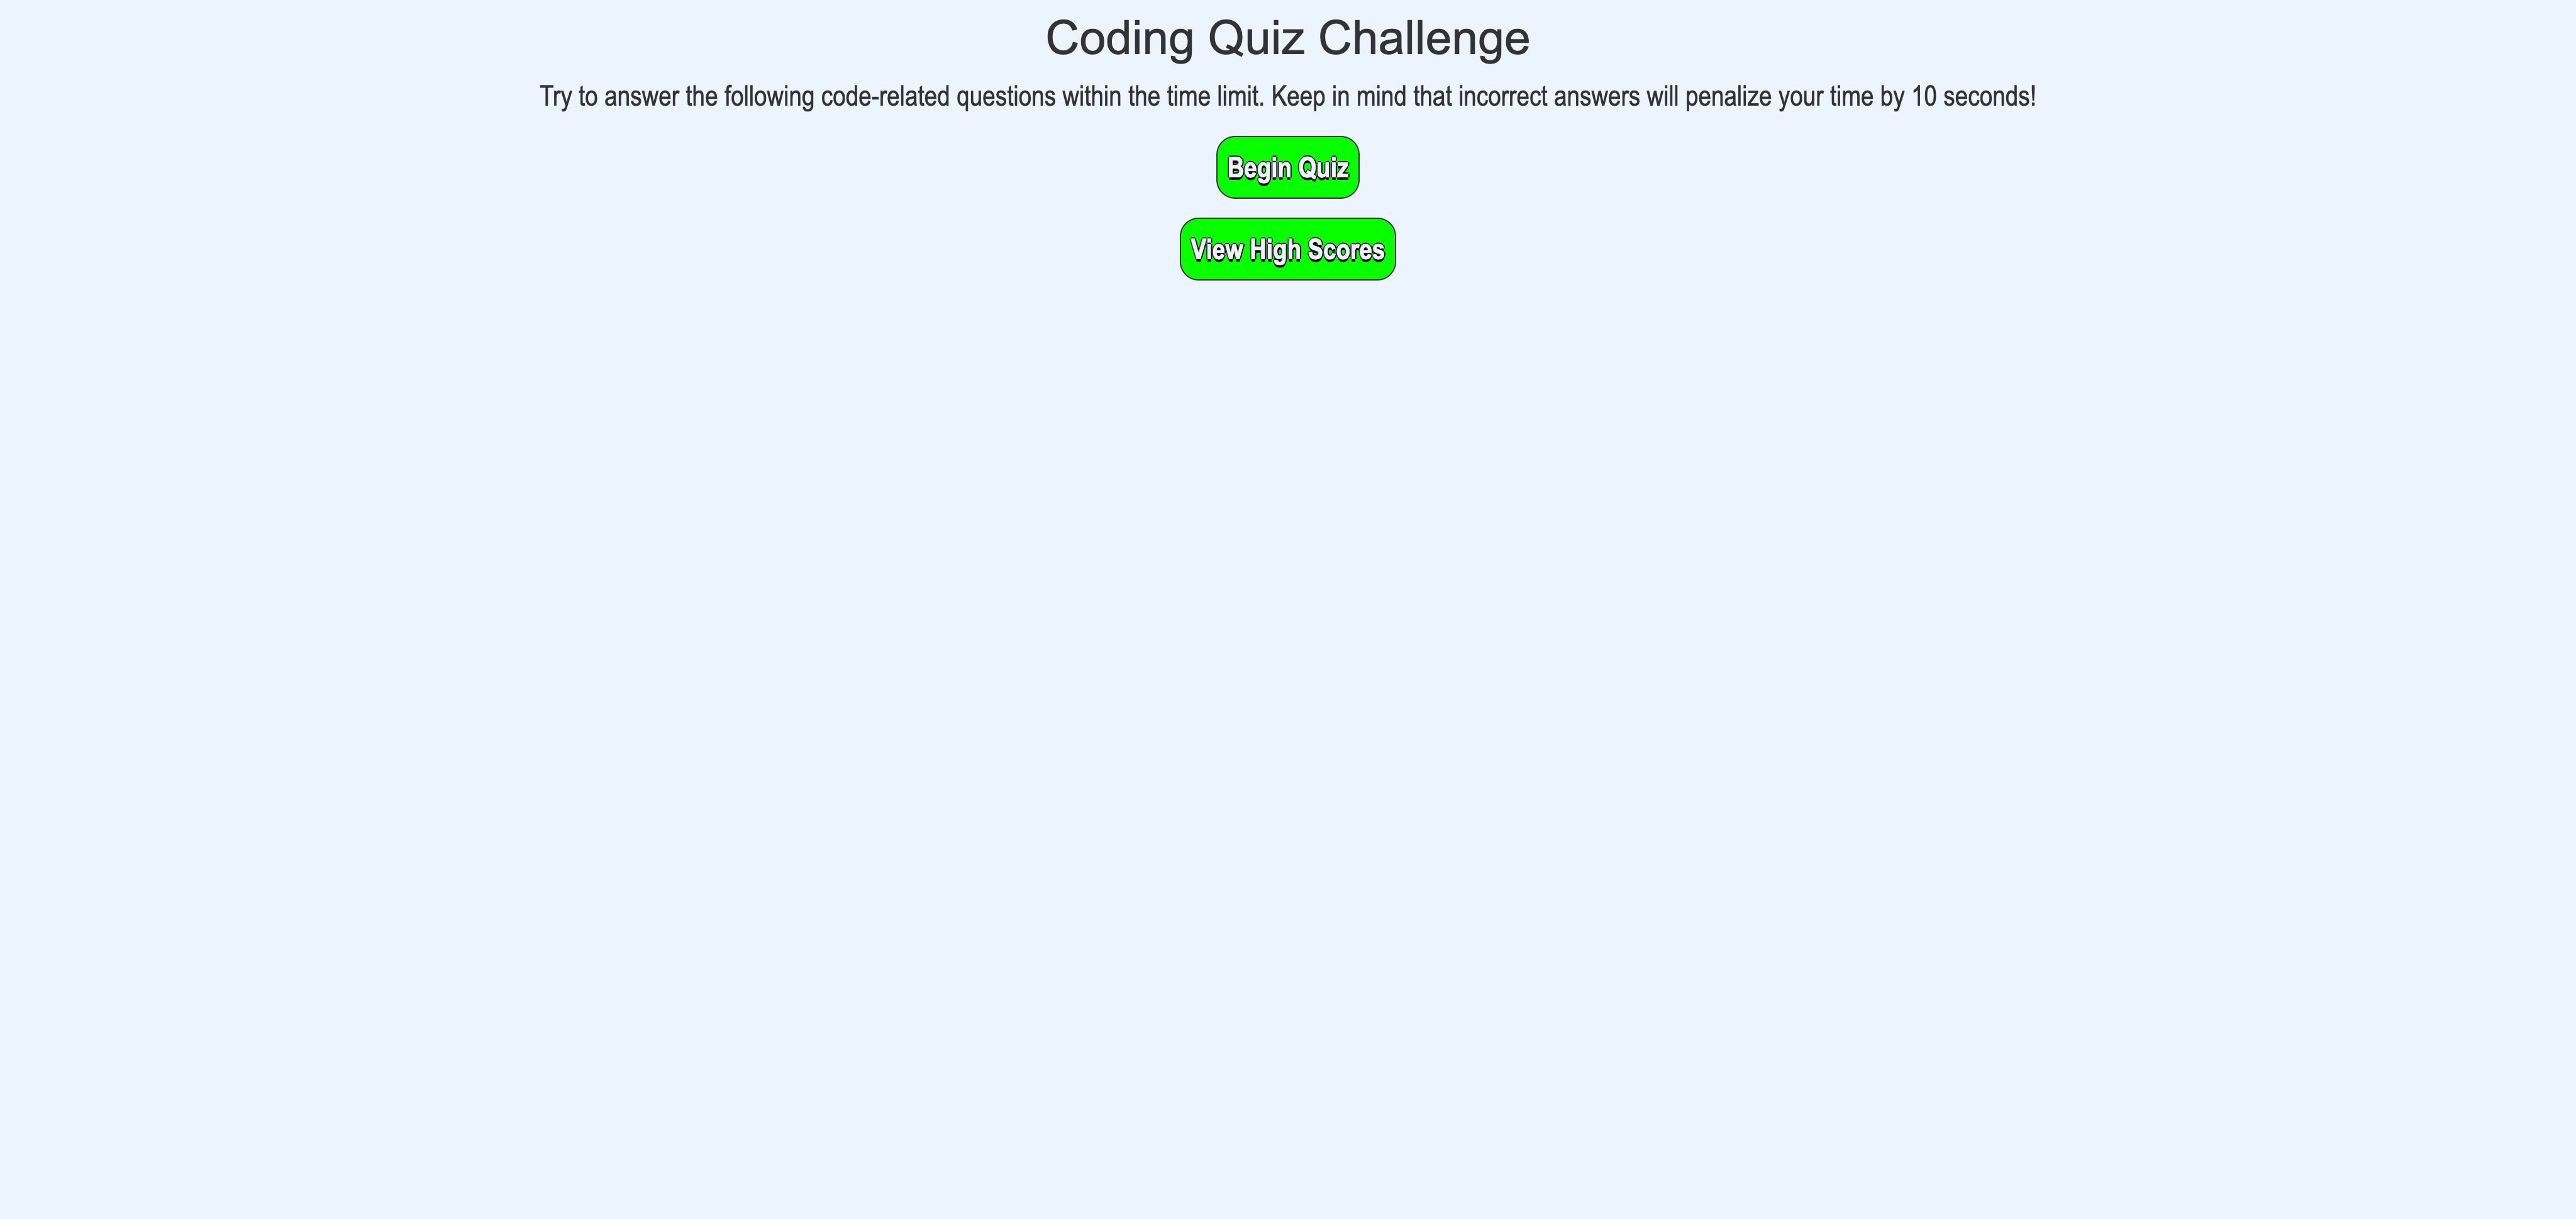 Coding Quiz Challenge
Try to answer the following code-related questions within the time limit. Keep in mind that incorrect answers will penalize your time by 10 seconds!
Begin Quiz
View High Scores